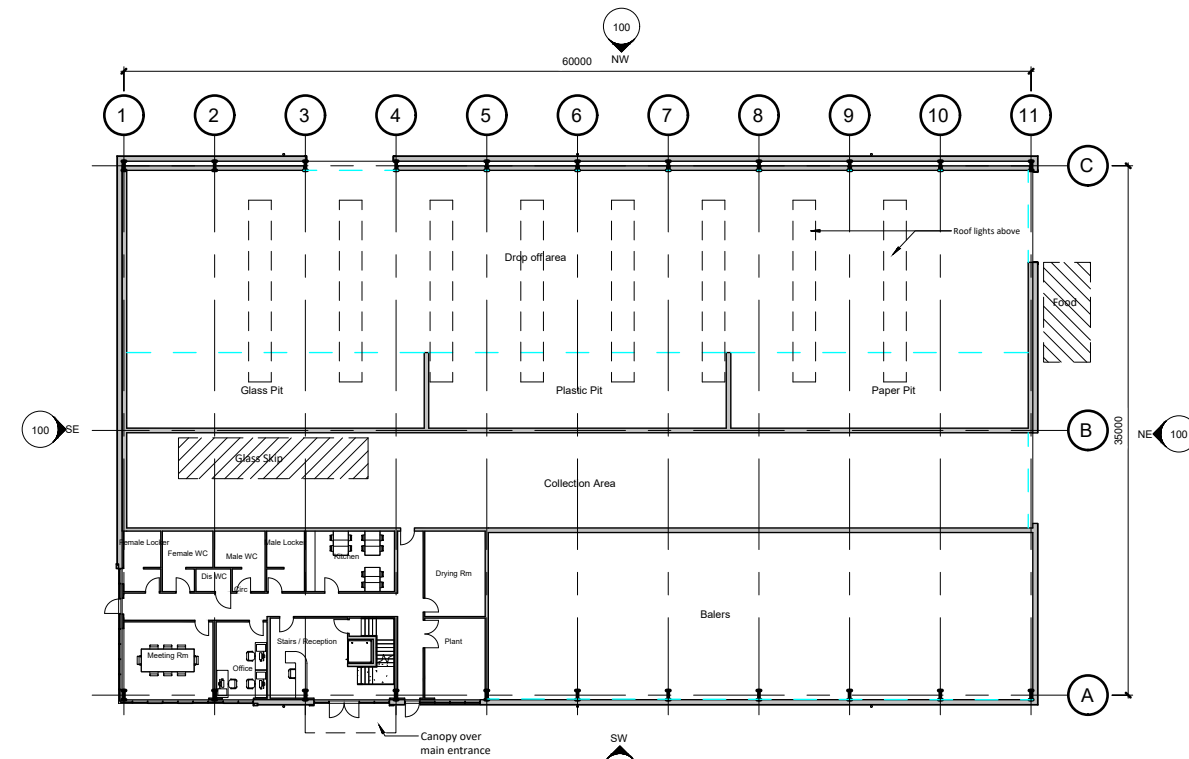 100
NW
60000
1
2
3
4
5
6
7
8
9
10
11
C
Roof lights above
Drop off area
Food
Glass Pit
Plastic Pit
Paper Pit
100
SE
B
35000
NE
100
Glass Skip
Collection Area
Female Locker
Female WC
Male WC
Male Locker
Kitchen
Dis WC
Circ
Drying Rm
Balers
Stairs / Reception
Plant
Meeting Rm
Office
A
Canopy over
main entrance
SW